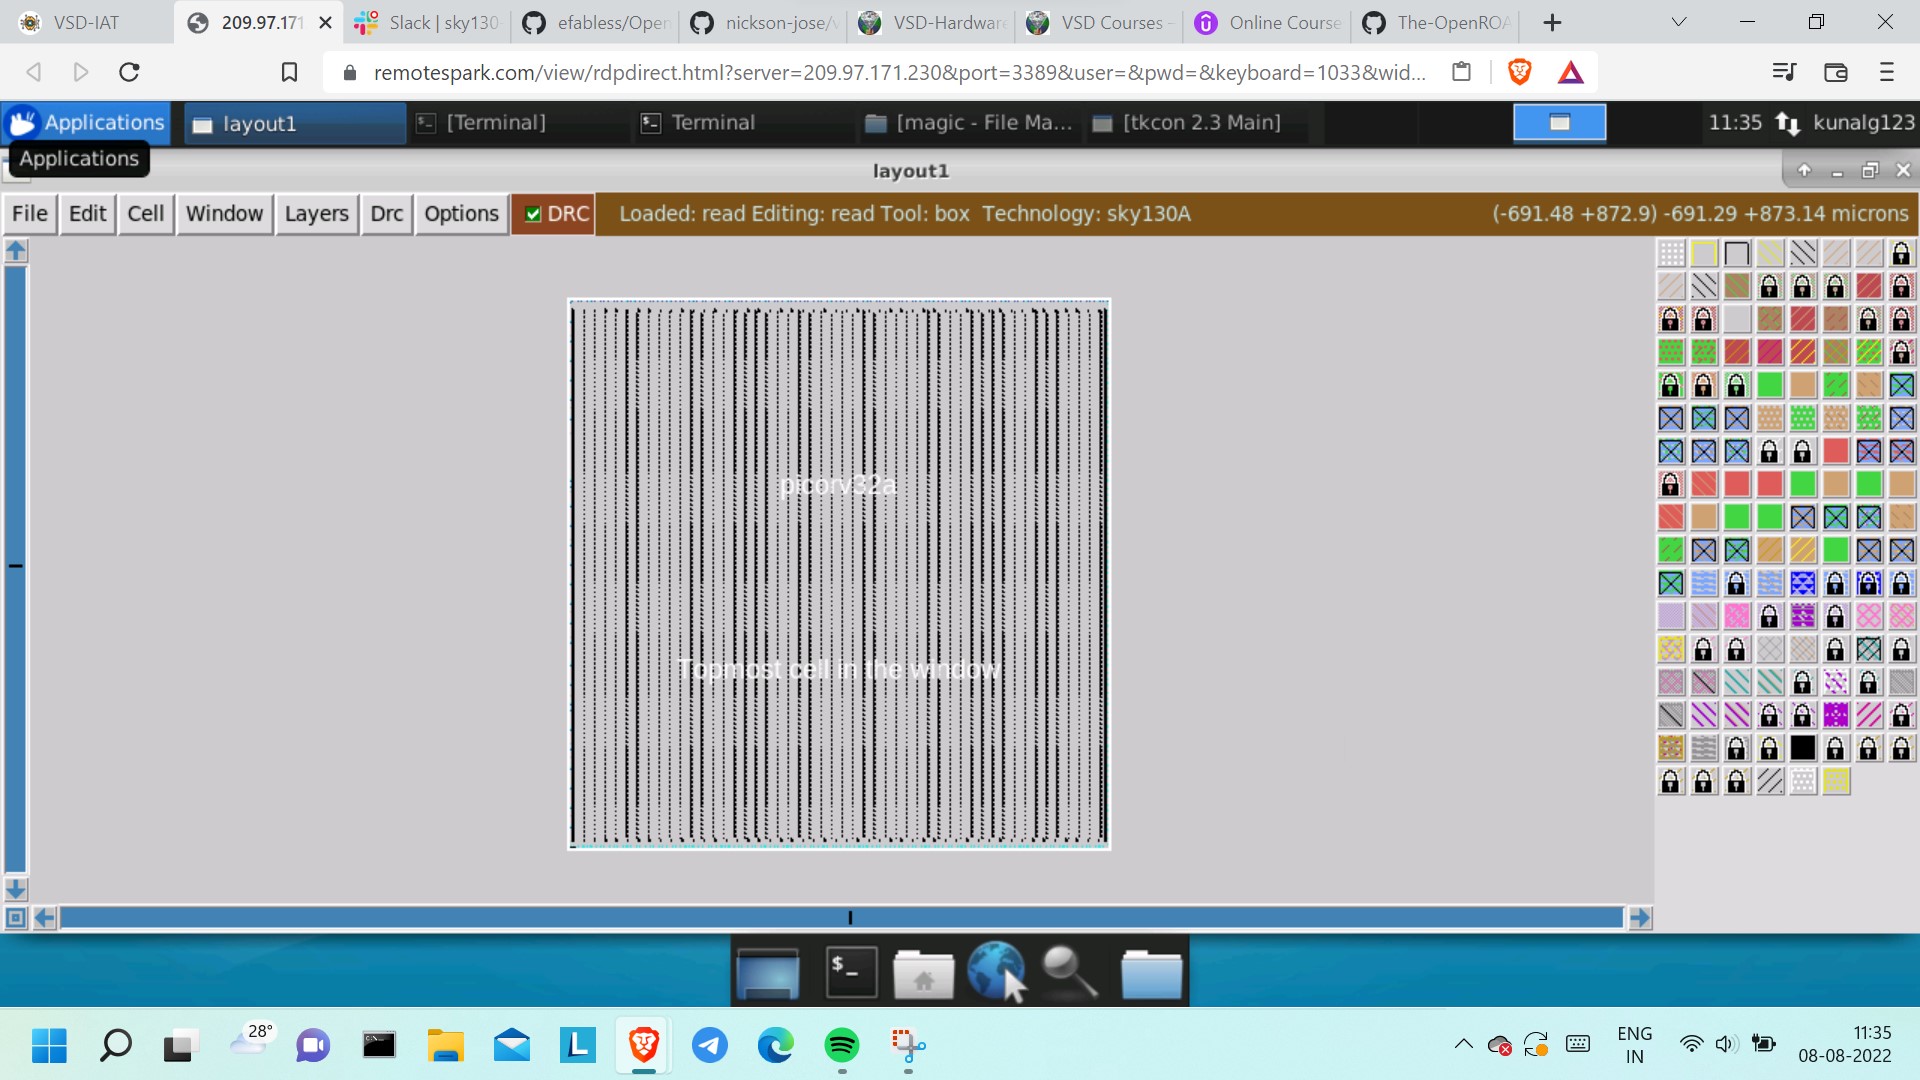 VSD-IAT
209.97.171
Slack | sky130
efabless/Open
nickson-jose/v
VSD-Hardware
VSD Courses -
Online Course
The-OpenROA
remotespark.com/view/rdpdirect.html?server=209.97.171.230&port=3389&user=&pwd=&keyboard=1033&wid...
Applications
layout1
[Terminal]
Terminal
[magic - File Ma...
[tkcon 2.3 Main]
11:35
kunalg123
Applications
layout1
File
Edit
Cell
Window
Layers
Drc
Options
DRC
Loaded: read Editing: read Tool: box Technology: sky130A
(-691.48 +872.9) -691.29 +873.14 microns
picorv32a
Topmost cell in the window
$_
28°
L
ENG
IN
11:35
08-08-2022